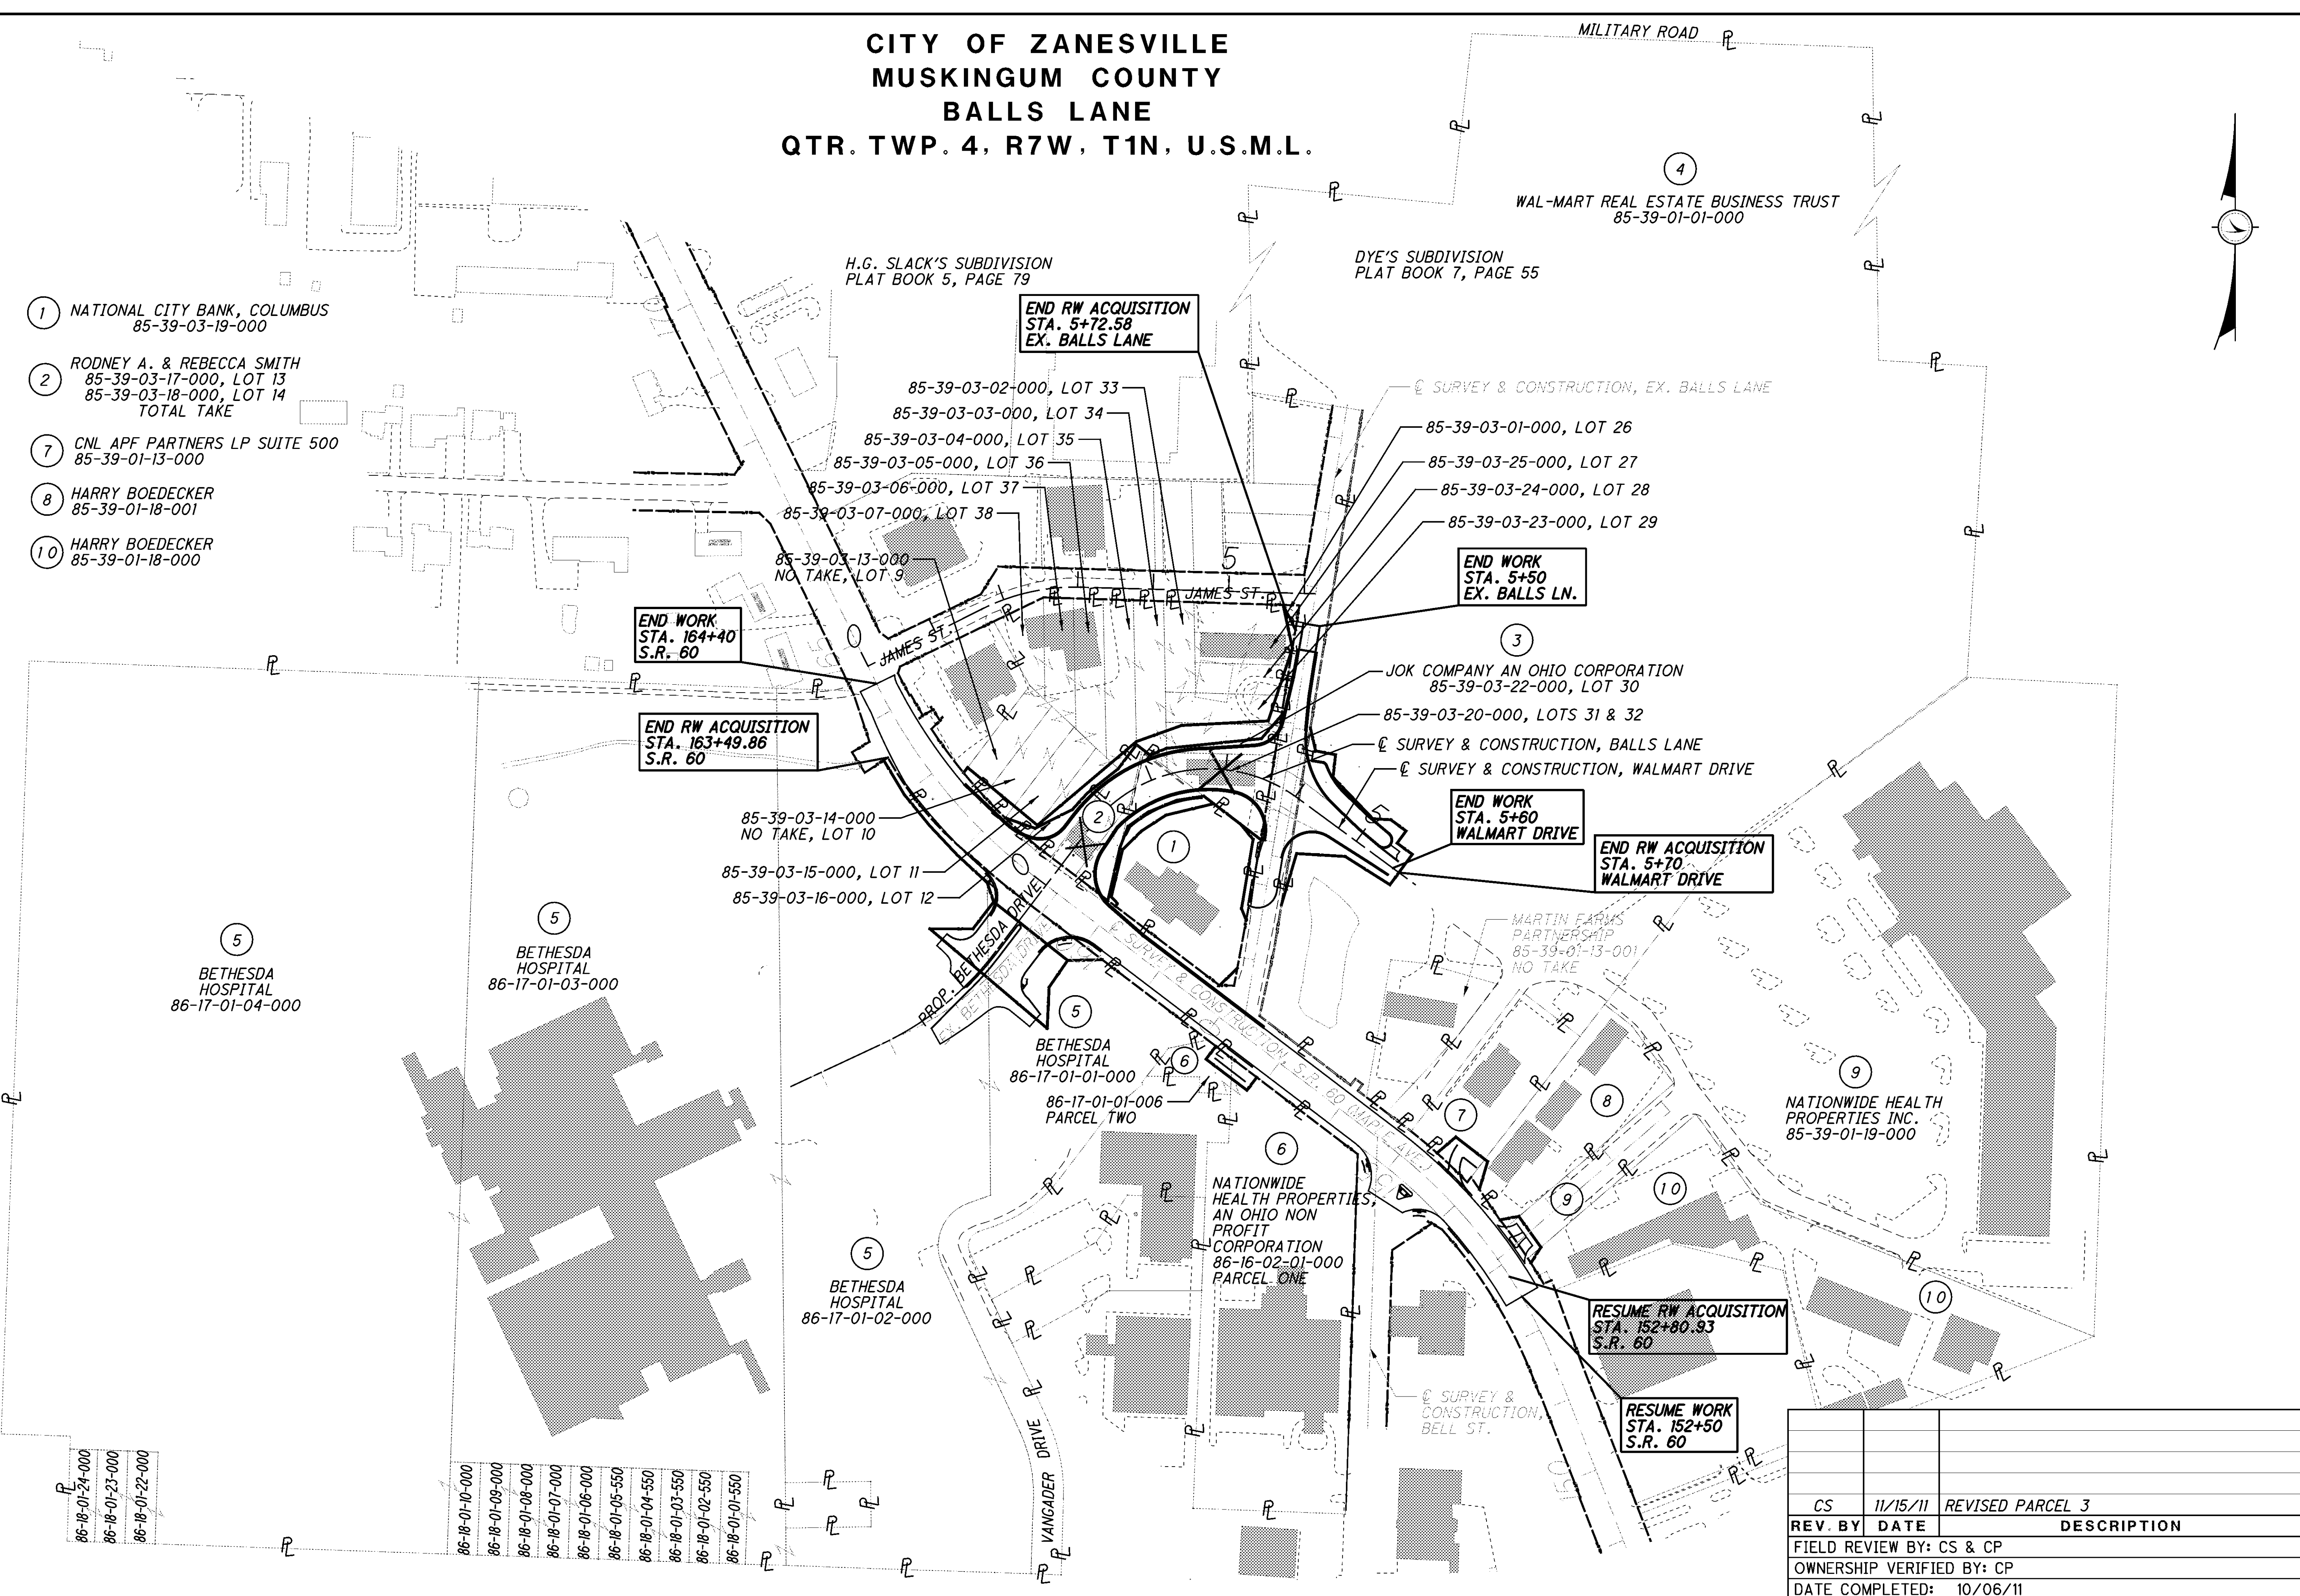 CITY OF ZANESVILLE
MUSKINGUM COUNTY
BALLS LANE
QTR. TWP. 4, R7W, T1N, U.S.M.L.
MILITARY ROAD
4
WAL-MART REAL ESTATE BUSINESS TRUST
85-39-01-01-000
H.G. SLACK'S SUBDIVISION
PLAT BOOK 5, PAGE 79
DYE'S SUBDIVISION
PLAT BOOK 7, PAGE 55
1 NATIONAL CITY BANK, COLUMBUS
85-39-03-19-000
2 RODNEY A. & REBECCA SMITH
85-39-03-17-000, LOT 13
85-39-03-18-000, LOT 14
TOTAL TAKE
7 CNL APF PARTNERS LP SUITE 500
85-39-01-13-000
8 HARRY BOEDECKER
85-39-01-18-001
10 HARRY BOEDECKER
85-39-01-18-000
END RW ACQUISITION
STA. 5+72.58
EX. BALLS LANE
85-39-03-02-000, LOT 33
85-39-03-03-000, LOT 34
85-39-03-04-000, LOT 35
85-39-03-05-000, LOT 36
85-39-03-06-000, LOT 37
85-39-03-07-000, LOT 38
85-39-03-13-000
NO TAKE, LOT 9
℄ SURVEY & CONSTRUCTION, EX. BALLS LANE
85-39-03-01-000, LOT 26
85-39-03-25-000, LOT 27
85-39-03-24-000, LOT 28
85-39-03-23-000, LOT 29
END WORK
STA. 5+50
EX. BALLS LN.
5
JAMES ST.
JAMES ST.
END WORK
STA. 164+40
S.R. 60
END RW ACQUISITION
STA. 163+49.86
S.R. 60
3
JOK COMPANY AN OHIO CORPORATION
85-39-03-22-000, LOT 30
85-39-03-20-000, LOTS 31 & 32
℄ SURVEY & CONSTRUCTION, BALLS LANE
℄ SURVEY & CONSTRUCTION, WALMART DRIVE
END WORK
STA. 5+60
WALMART DRIVE
END RW ACQUISITION
STA. 5+70
WALMART DRIVE
5
2
1
85-39-03-14-000
NO TAKE, LOT 10
85-39-03-15-000, LOT 11
85-39-03-16-000, LOT 12
PROP. BETHESDA DRIVE
EX. BETHESDA DRIVE
℄ SURVEY & CONSTRUCTION, S.R. 60 (MAPLE AVE.)
MARTIN FARMS
PARTNERSHIP
85-39-01-13-001
NO TAKE
5
BETHESDA
HOSPITAL
86-17-01-04-000
5
BETHESDA
HOSPITAL
86-17-01-03-000
5
BETHESDA
HOSPITAL
86-17-01-01-000
6
86-17-01-01-006
PARCEL TWO
5
BETHESDA
HOSPITAL
86-17-01-02-000
6
NATIONWIDE
HEALTH PROPERTIES,
AN OHIO NON
PROFIT
CORPORATION
86-16-02-01-000
PARCEL ONE
7
8
9
10
9
NATIONWIDE HEALTH
PROPERTIES INC.
85-39-01-19-000
10
RESUME RW ACQUISITION
STA. 152+80.93
S.R. 60
RESUME WORK
STA. 152+50
S.R. 60
℄ SURVEY &
CONSTRUCTION,
BELL ST.
VANGADER DRIVE
150
86-18-01-24-000
86-18-01-23-000
86-18-01-22-000
86-18-01-10-000
86-18-01-09-000
86-18-01-08-000
86-18-01-07-000
86-18-01-06-000
86-18-01-05-550
86-18-01-04-550
86-18-01-03-550
86-18-01-02-550
86-18-01-01-550
CS 11/15/11 REVISED PARCEL 3
REV. BY DATE DESCRIPTION
FIELD REVIEW BY: CS & CP
OWNERSHIP VERIFIED BY: CP
DATE COMPLETED: 10/06/11